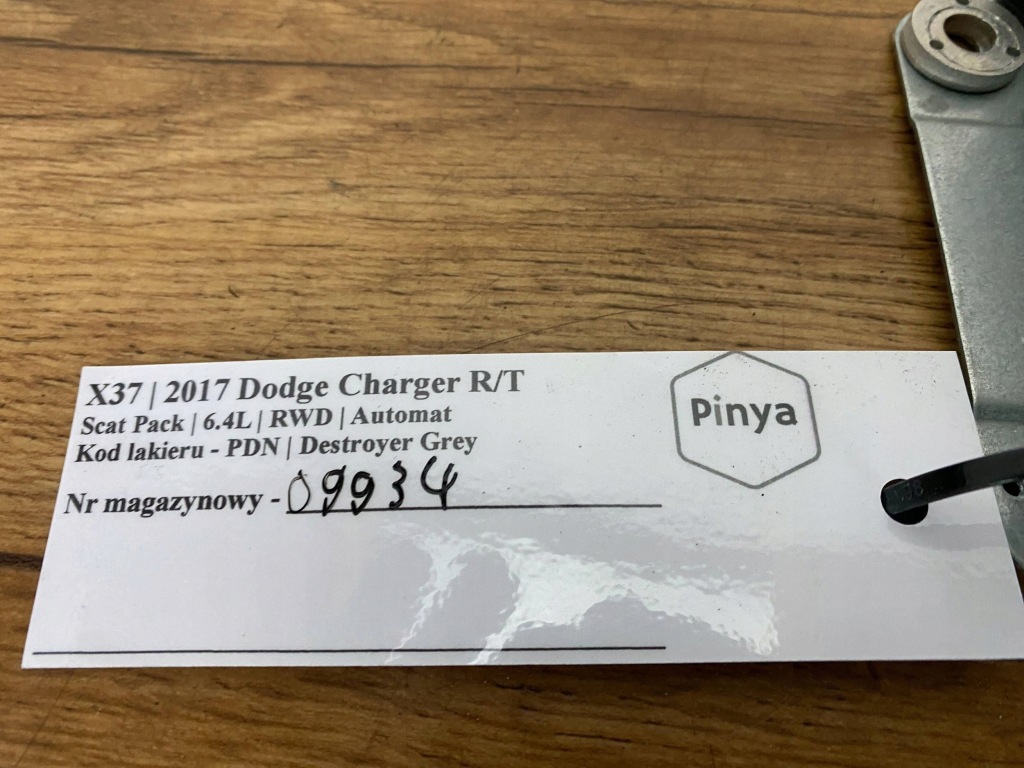 X37 | 2017 Dodge Charger R/T
Scat Pack | 6.4L | RWD | Automat
Kod lakieru - PDN | Destroyer Grey
Nr magazynowy - 09934
Pinya